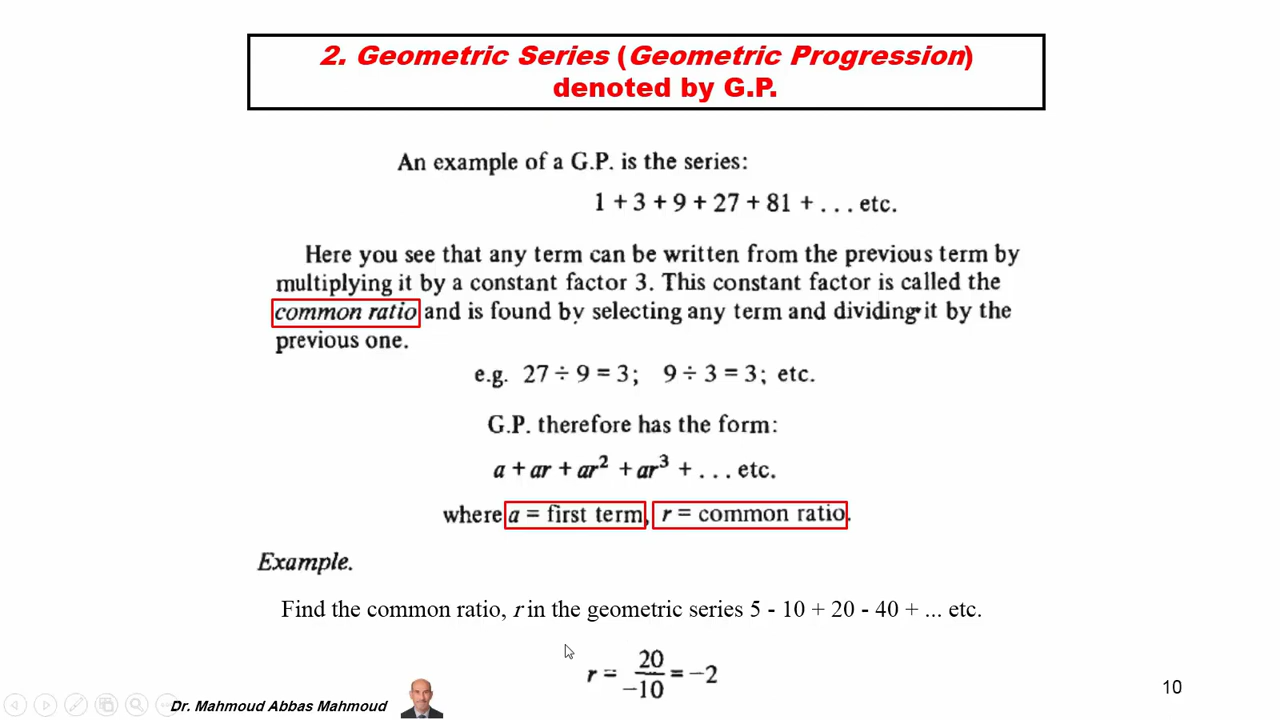 2. Geometric Series (Geometric Progression)
denoted by G.P.
An example of a G.P. is the series:
1 + 3 + 9 + 27 + 81 + . . . etc.
Here you see that any term can be written from the previous term by
multiplying it by a constant factor 3. This constant factor is called the
common ratio and is found by selecting any term and dividing it by the
previous one.
e.g. 27 ÷ 9 = 3; 9 ÷ 3 = 3; etc.
G.P. therefore has the form:
a + ar + ar² + ar³ + . . . etc.
where a = first term, r = common ratio.
Example.
Find the common ratio, r in the geometric series 5 - 10 + 20 - 40 + ... etc.
r = 20/-10 = -2
Dr. Mahmoud Abbas Mahmoud
10